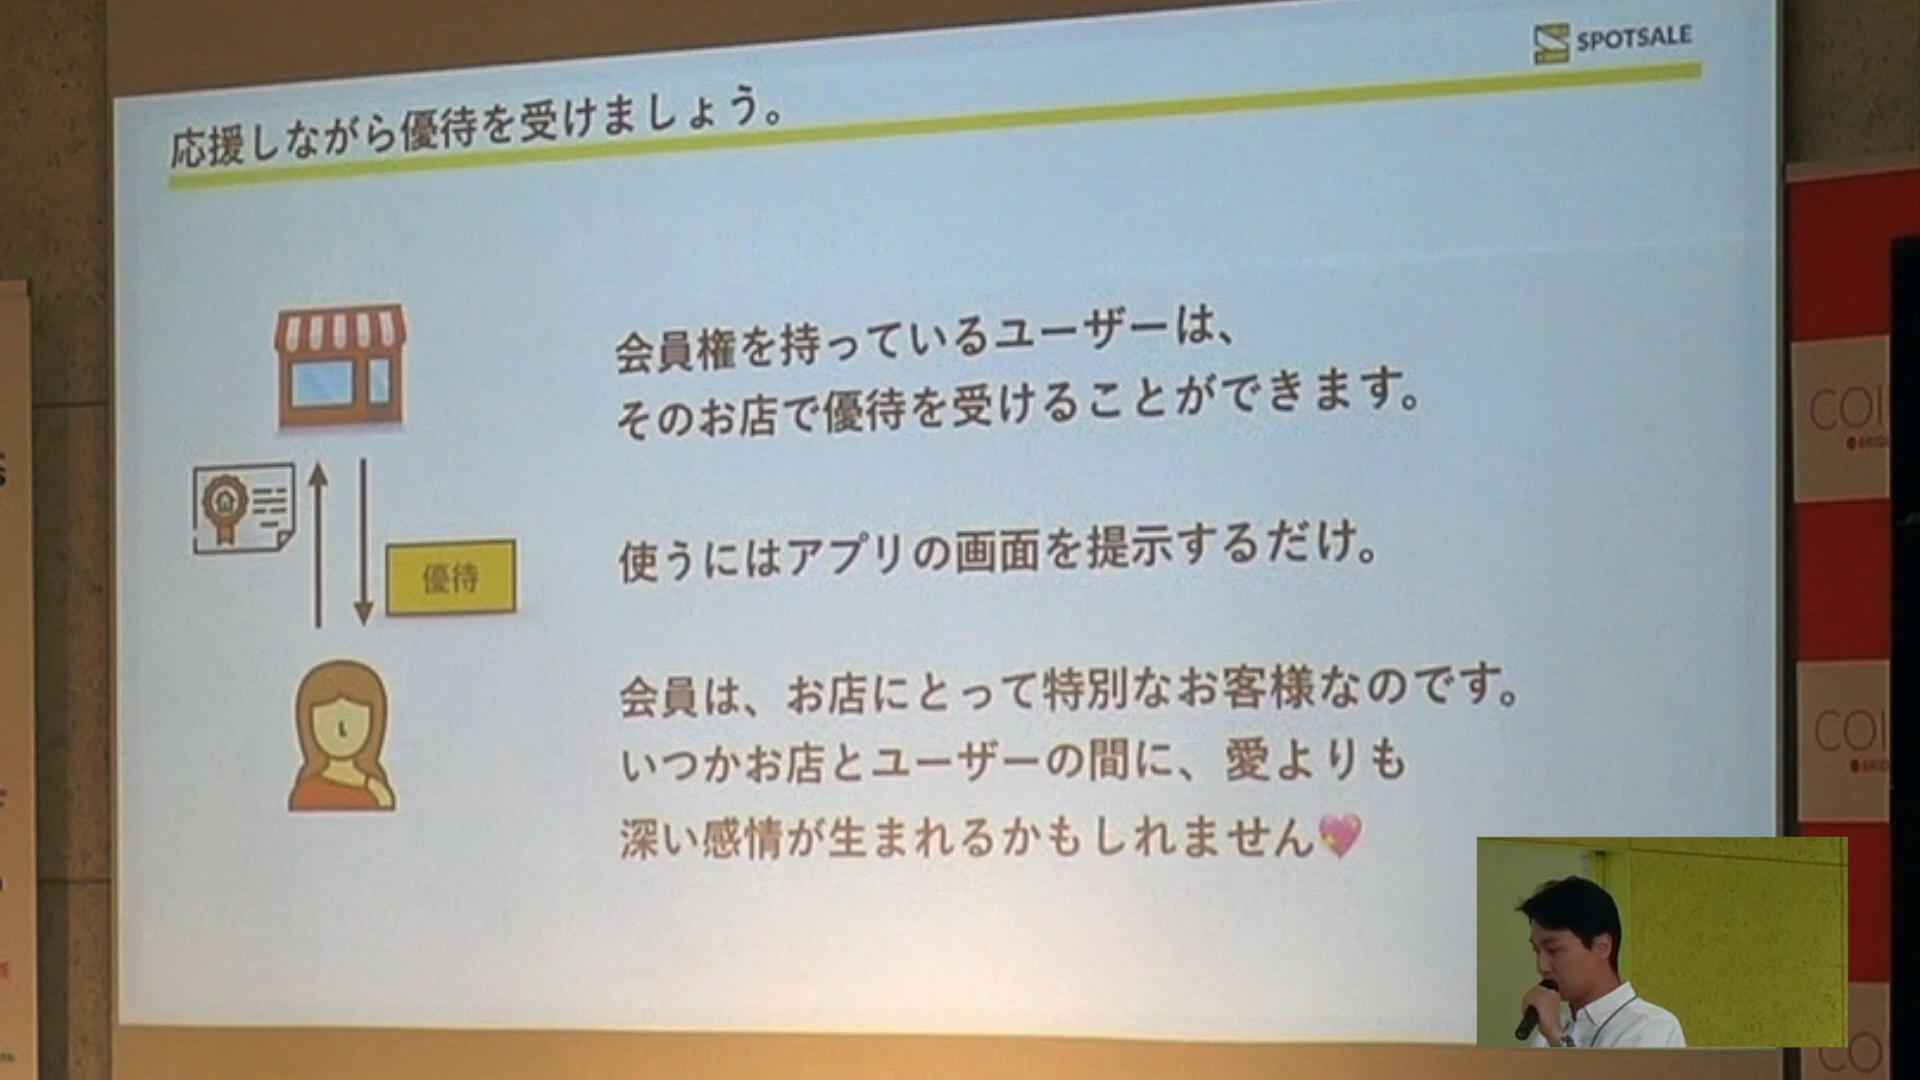 SPOTSALE
応援しながら優待を受けましょう。
会員権を持っているユーザーは、
そのお店で優待を受けることができます。
優待
使うにはアプリの画面を提示するだけ。
会員は、お店にとって特別なお客様なのです。
いつかお店とユーザーの間に、愛よりも
深い感情が生まれるかもしれません💖
COI
BRID
COI
BRID
CO